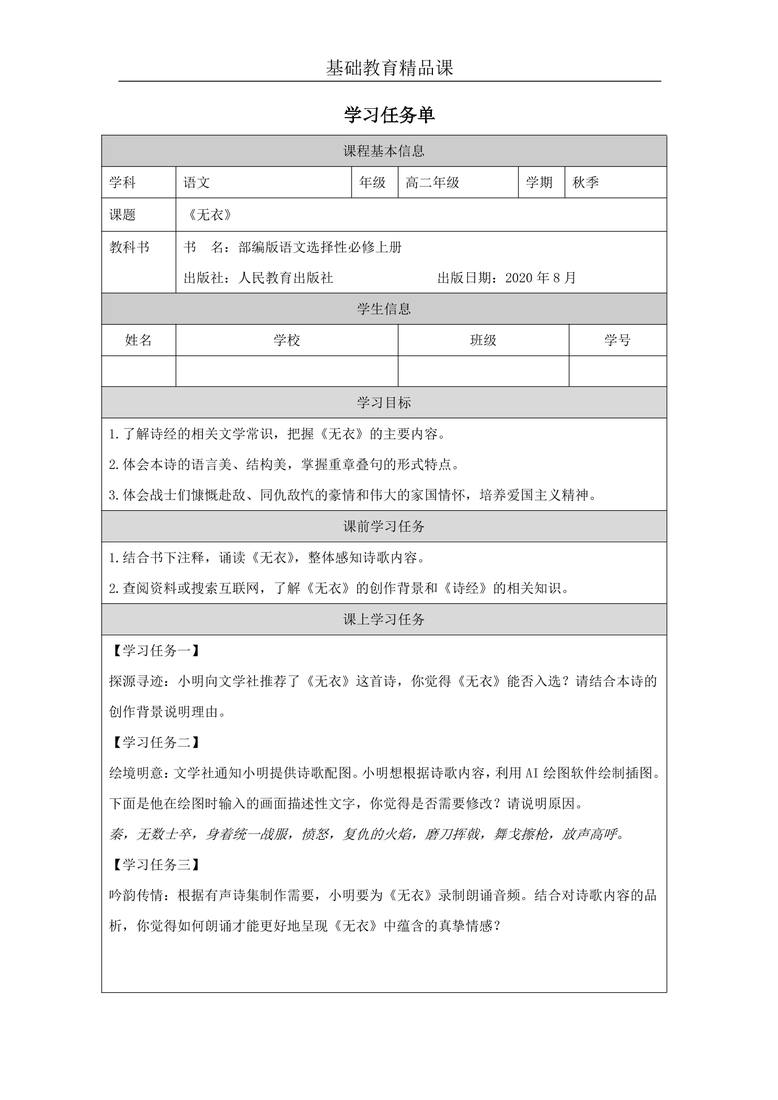 基础教育精品课
学习任务单
课程基本信息
学科 语文 年级 高二年级 学期 秋季
课题 《无衣》
教科书 书 名：部编版语文选择性必修上册
出版社：人民教育出版社 出版日期：2020 年 8 月
学生信息
姓名 学校 班级 学号
学习目标
1.了解诗经的相关文学常识，把握《无衣》的主要内容。
2.体会本诗的语言美、结构美，掌握重章叠句的形式特点。
3.体会战士们慷慨赴敌、同仇敌忾的豪情和伟大的家国情怀，培养爱国主义精神。
课前学习任务
1.结合书下注释，诵读《无衣》，整体感知诗歌内容。
2.查阅资料或搜索互联网，了解《无衣》的创作背景和《诗经》的相关知识。
课上学习任务
【学习任务一】
探源寻迹：小明向文学社推荐了《无衣》这首诗，你觉得《无衣》能否入选？请结合本诗的
创作背景说明理由。
【学习任务二】
绘境明意：文学社通知小明提供诗歌配图。小明想根据诗歌内容，利用 AI 绘图软件绘制插图。
下面是他在绘图时输入的画面描述性文字，你觉得是否需要修改？请说明原因。
秦，无数士卒，身着统一战服，愤怒，复仇的火焰，磨刀挥戟，舞戈擦枪，放声高呼。
【学习任务三】
吟韵传情：根据有声诗集制作需要，小明要为《无衣》录制朗诵音频。结合对诗歌内容的品
析，你觉得如何朗诵才能更好地呈现《无衣》中蕴含的真挚情感？